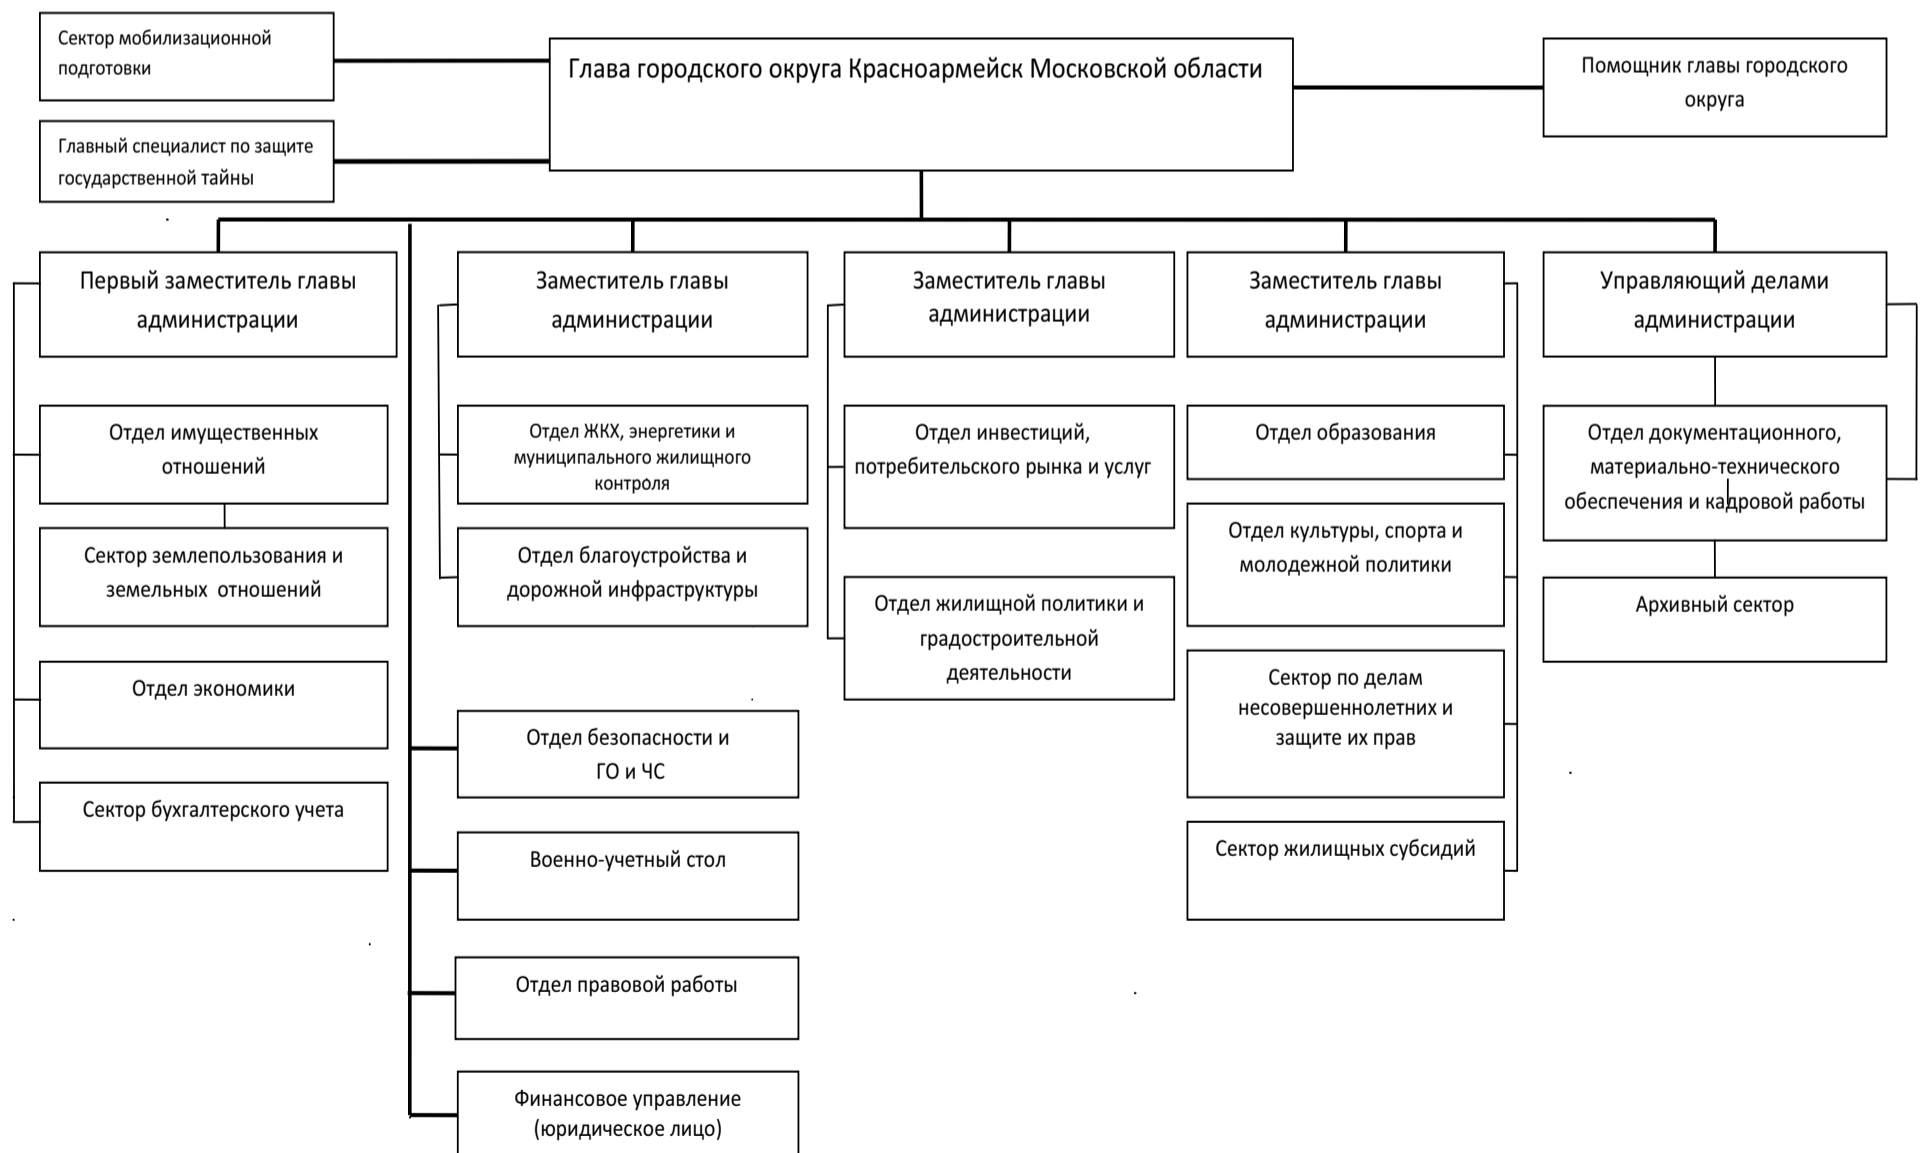 Сектор мобилизационной
подготовки
Глава городского округа Красноармейск Московской области
Помощник главы городского
округа
Главный специалист по защите
государственной тайны
Первый заместитель главы
администрации
Заместитель главы
администрации
Заместитель главы
администрации
Заместитель главы
администрации
Управляющий делами
администрации
Отдел имущественных
отношений
Сектор землепользования и
земельных отношений
Отдел экономики
Сектор бухгалтерского учета
Отдел ЖКХ, энергетики и
муниципального жилищного
контроля
Отдел благоустройства и
дорожной инфраструктуры
Отдел безопасности и
ГО и ЧС
Военно-учетный стол
Отдел правовой работы
Финансовое управление
(юридическое лицо)
Отдел инвестиций,
потребительского рынка и услуг
Отдел жилищной политики и
градостроительной
деятельности
Отдел образования
Отдел культуры, спорта и
молодежной политики
Сектор по делам
несовершеннолетних и
защите их прав
Сектор жилищных субсидий
Отдел документационного,
материально-технического
обеспечения и кадровой работы
Архивный сектор